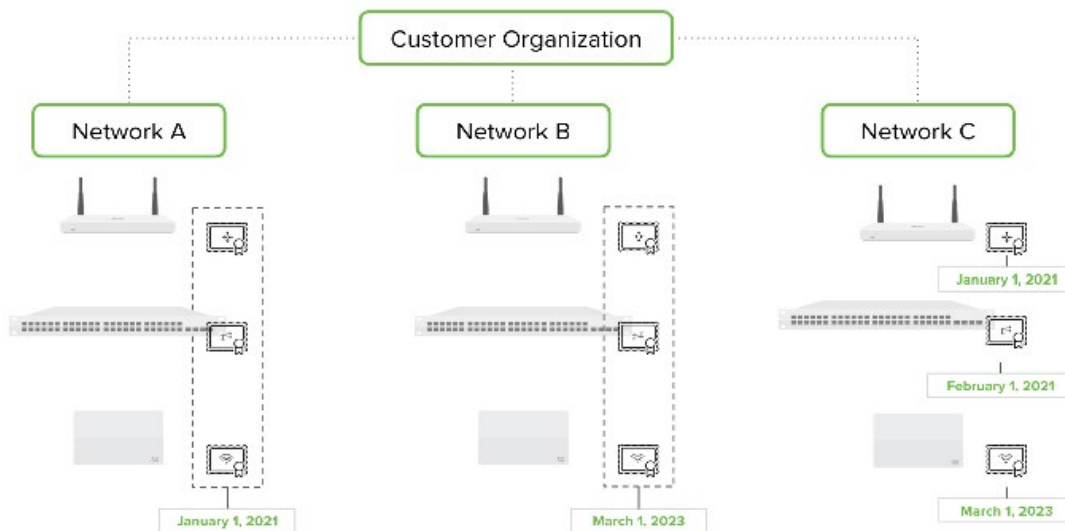 Customer Organization
Network A
Network B
Network C
January 1, 2021
February 1, 2021
January 1, 2021
March 1, 2023
March 1, 2023